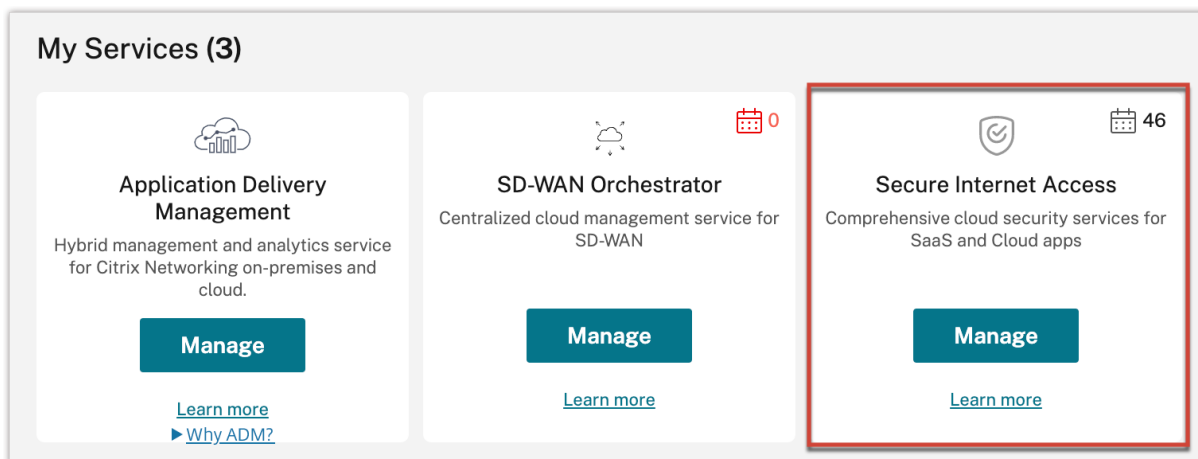 My Services (3)
Application Delivery
Management
Hybrid management and analytics service
for Citrix Networking on-premises and
cloud.
Manage
Learn more
▶ Why ADM?
0
SD-WAN Orchestrator
Centralized cloud management service for
SD-WAN
Manage
Learn more
46
Secure Internet Access
Comprehensive cloud security services for
SaaS and Cloud apps
Manage
Learn more